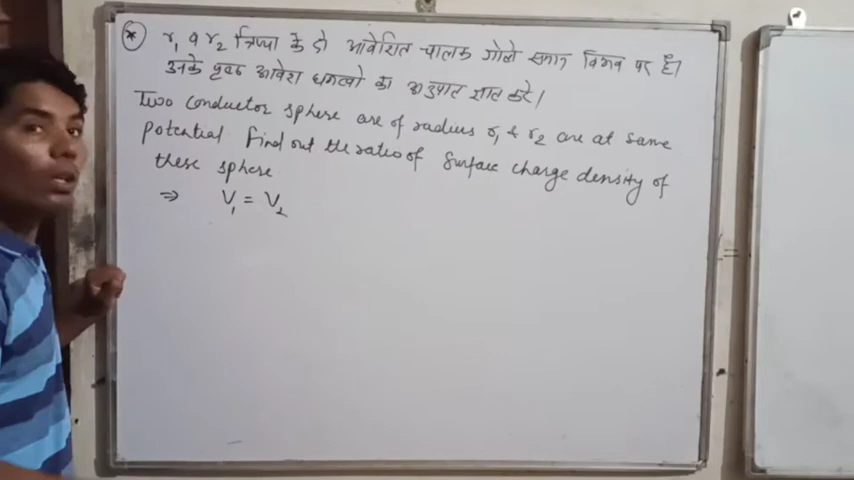 * r₁ व r₂ त्रिज्या के दो आवेशित चालक गोलो समान विभव पर हैं।
उनके पृष्ठ आवेश घनत्वो का अनुपात ज्ञात करे।
Two conductor sphere are of radius r₁ & r₂ are at same
potential find out the ratio of surface charge density of
these sphere
⇒ V₁ = V₂